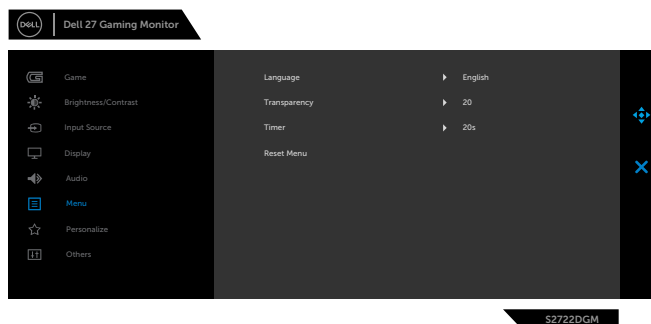 DELL
Dell 27 Gaming Monitor
Game
Brightness/Contrast
Input Source
Display
Audio
Menu
Personalize
Others
Language English
Transparency 20
Timer 20s
Reset Menu
S2722DGM